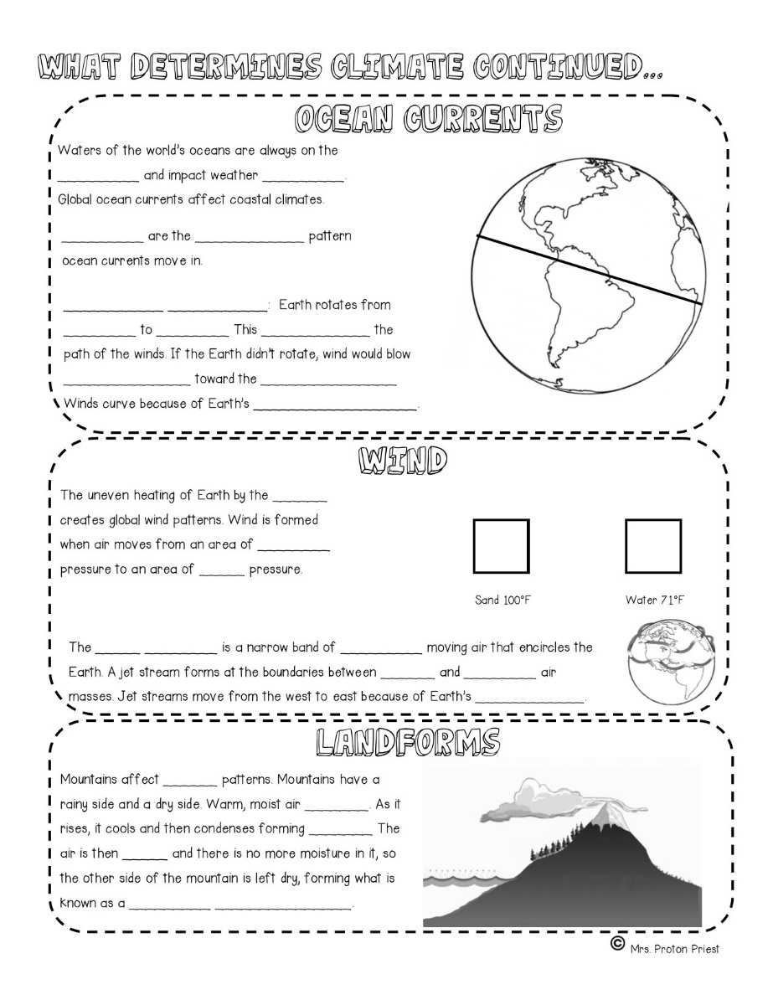 WHAT DETERMINES CLIMATE CONTINUED...
OCEAN CURRENTS
Waters of the world's oceans are always on the
__________ and impact weather __________.
Global ocean currents affect coastal climates.
__________ are the ______________ pattern
ocean currents move in.
____________ ____________: Earth rotates from
_________ to _________ This ______________ the
path of the winds. If the Earth didn't rotate, wind would blow
________________ toward the _________________
Winds curve because of Earth's ____________________.
WIND
The uneven heating of Earth by the _______
creates global wind patterns. Wind is formed
when air moves from an area of _________
pressure to an area of ______ pressure.
Sand 100°F
Water 71°F
The ______ _________ is a narrow band of __________ moving air that encircles the
Earth. A jet stream forms at the boundaries between _______ and _________ air
masses. Jet streams move from the west to east because of Earth's ______________.
LANDFORMS
Mountains affect _______ patterns. Mountains have a
rainy side and a dry side. Warm, moist air ________. As it
rises, it cools and then condenses forming ________ The
air is then ______ and there is no more moisture in it, so
the other side of the mountain is left dry, forming what is
known as a __________ _________________.
© Mrs. Proton Priest